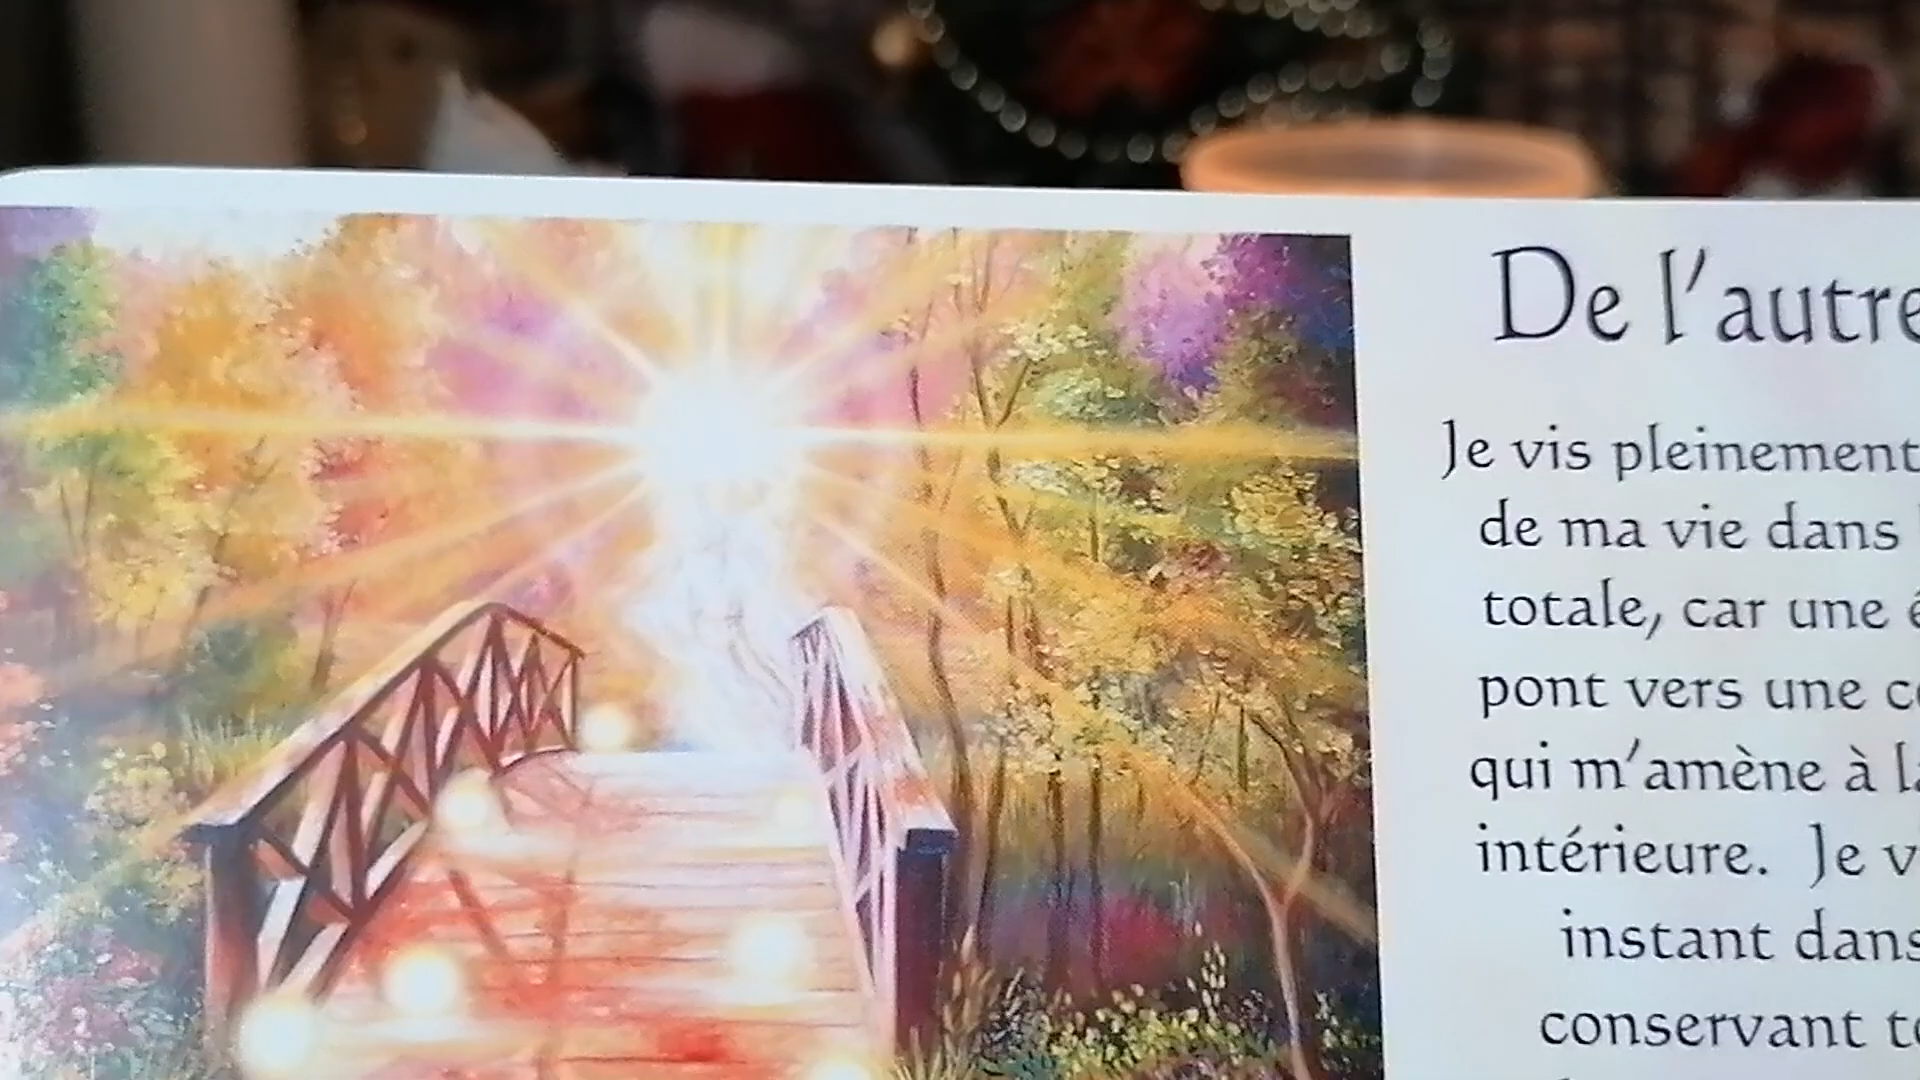 De l'autre
Je vis pleinement
de ma vie dans
totale, car une
pont vers une
qui m'amène à
intérieure. Je
instant dans
conservant